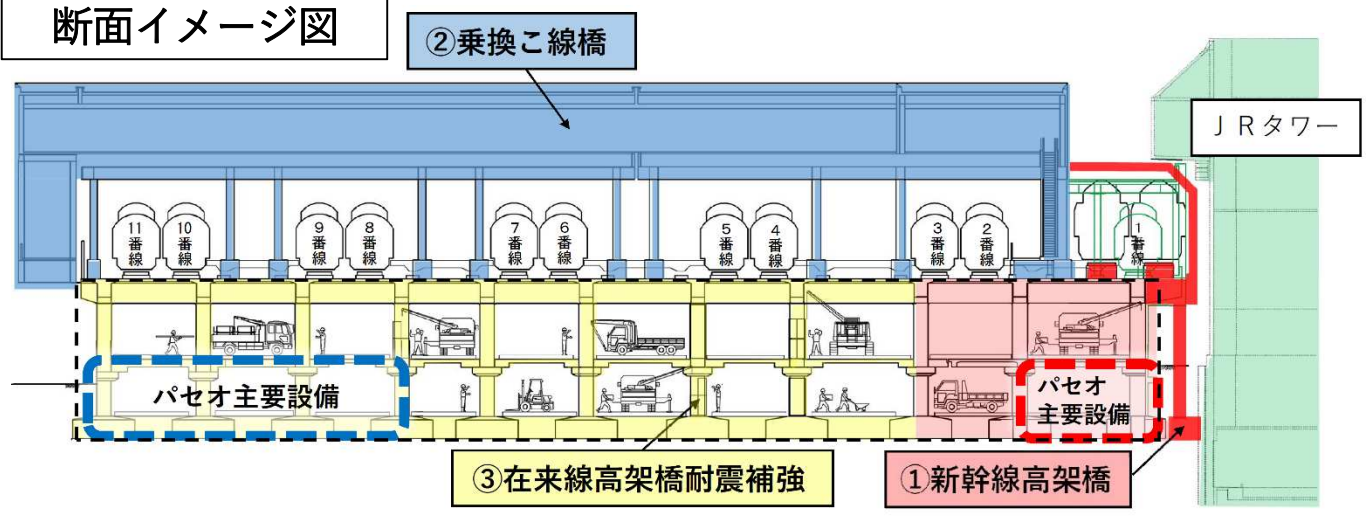 断面イメージ図
②乗換こ線橋
ＪＲタワー
11番線
10番線
9番線
8番線
7番線
6番線
5番線
4番線
3番線
2番線
1番線
パセオ主要設備
パセオ
主要設備
③在来線高架橋耐震補強
①新幹線高架橋